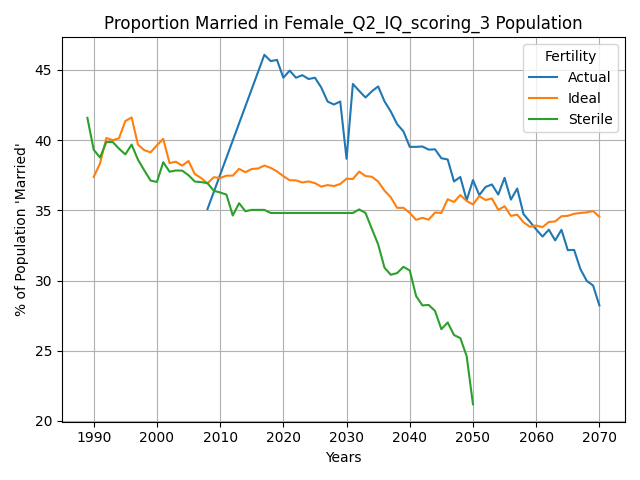 Proportion Married in Female_Q2_IQ_scoring_3 Population
% of Population 'Married'
45
40
35
30
25
20
Fertility
Actual
Ideal
Sterile
1990 2000 2010 2020 2030 2040 2050 2060 2070
Years